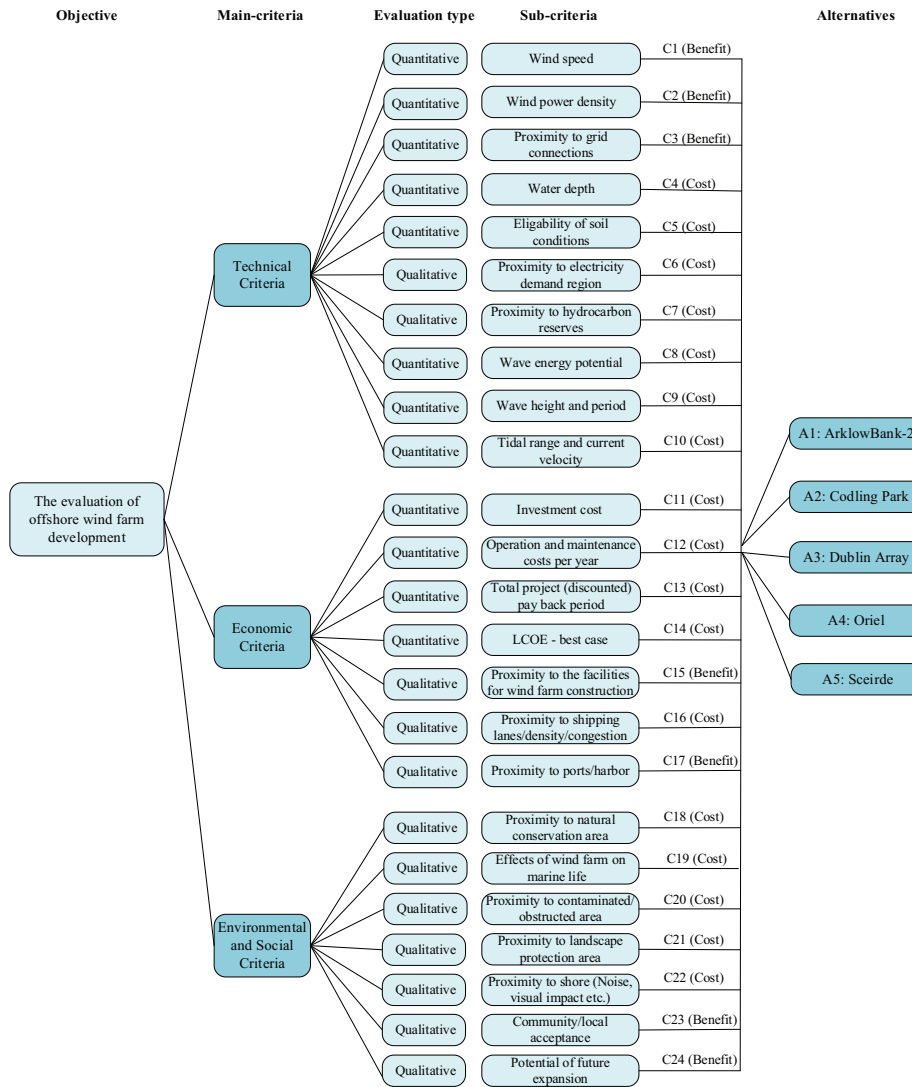 Objective
Main-criteria
Evaluation type
Sub-criteria
Alternatives
Quantitative
Wind speed
C1 (Benefit)
Quantitative
Wind power density
C2 (Benefit)
Quantitative
Proximity to grid
connections
C3 (Benefit)
Quantitative
Water depth
C4 (Cost)
Quantitative
Eligability of soil
conditions
C5 (Cost)
Technical
Criteria
Qualitative
Proximity to electricity
demand region
C6 (Cost)
Qualitative
Proximity to hydrocarbon
reserves
C7 (Cost)
Quantitative
Wave energy potential
C8 (Cost)
Quantitative
Wave height and period
C9 (Cost)
Quantitative
Tidal range and current
velocity
C10 (Cost)
The evaluation of
offshore wind farm
development
Quantitative
Investment cost
C11 (Cost)
Quantitative
Operation and maintenance
costs per year
C12 (Cost)
Quantitative
Total project (discounted)
pay back period
C13 (Cost)
Economic
Criteria
Quantitative
LCOE - best case
C14 (Cost)
Qualitative
Proximity to the facilities
for wind farm construction
C15 (Benefit)
Qualitative
Proximity to shipping
lanes/density/congestion
C16 (Cost)
Qualitative
Proximity to ports/harbor
C17 (Benefit)
Qualitative
Proximity to natural
conservation area
C18 (Cost)
Qualitative
Effects of wind farm on
marine life
C19 (Cost)
Qualitative
Proximity to contaminated/
obstructed area
C20 (Cost)
Environmental
and Social
Criteria
Qualitative
Proximity to landscape
protection area
C21 (Cost)
Qualitative
Proximity to shore (Noise,
visual impact etc.)
C22 (Cost)
Qualitative
Community/local
acceptance
C23 (Benefit)
Qualitative
Potential of future
expansion
C24 (Benefit)
A1: ArklowBank-2
A2: Codling Park
A3: Dublin Array
A4: Oriel
A5: Sceirde